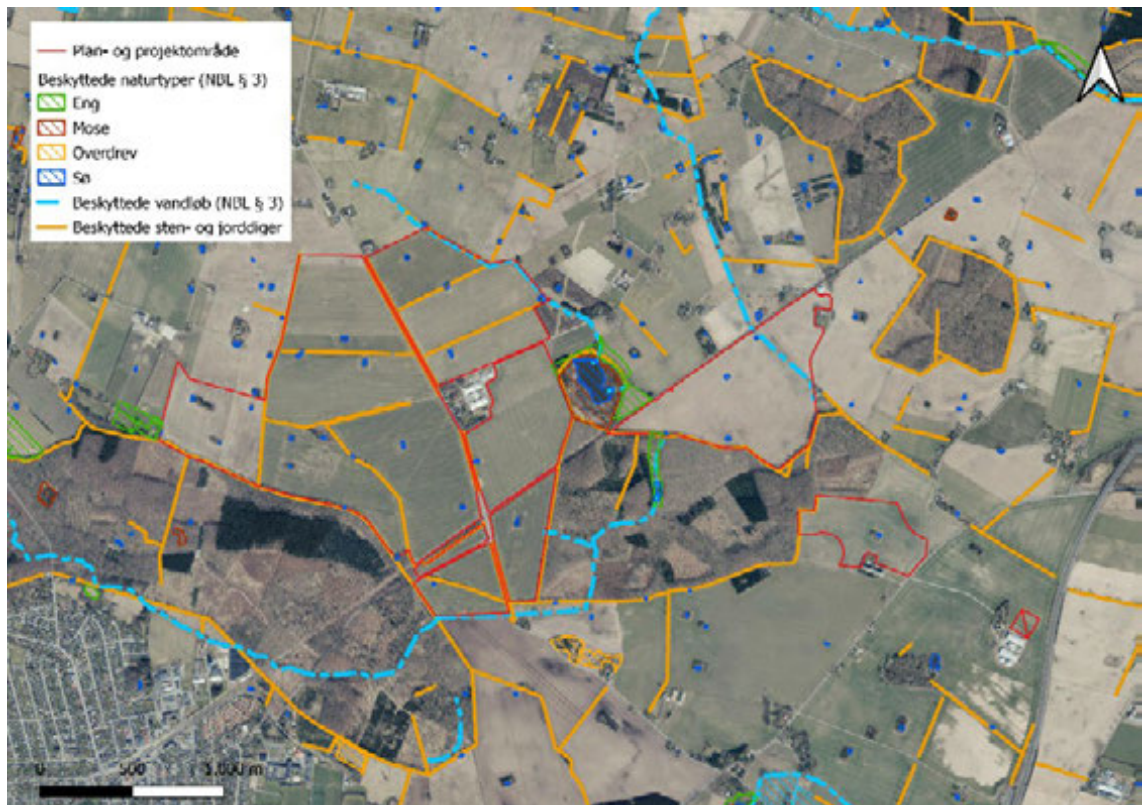 Plan- og projektområde
Beskyttede naturtyper (NBL § 3)
Eng
Mose
Overdrev
Sø
Beskyttede vandløb (NBL § 3)
Beskyttede sten- og jorddiger
0 500 1.000 m